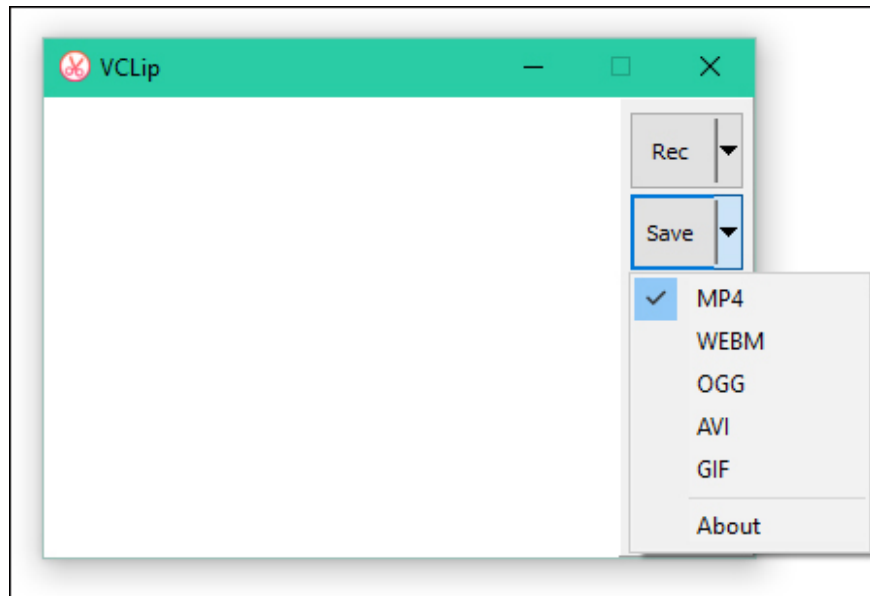 VCLip
Rec
Save
MP4
WEBM
OGG
AVI
GIF
About